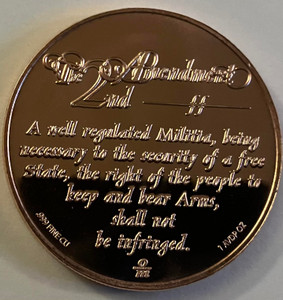 The
2nd Amendment
A well regulated Militia, being
necessary to the security of a free
State, the right of the people to
keep and bear Arms,
shall not
be infringed.
.999 FINE CU
1 AVDP OZ